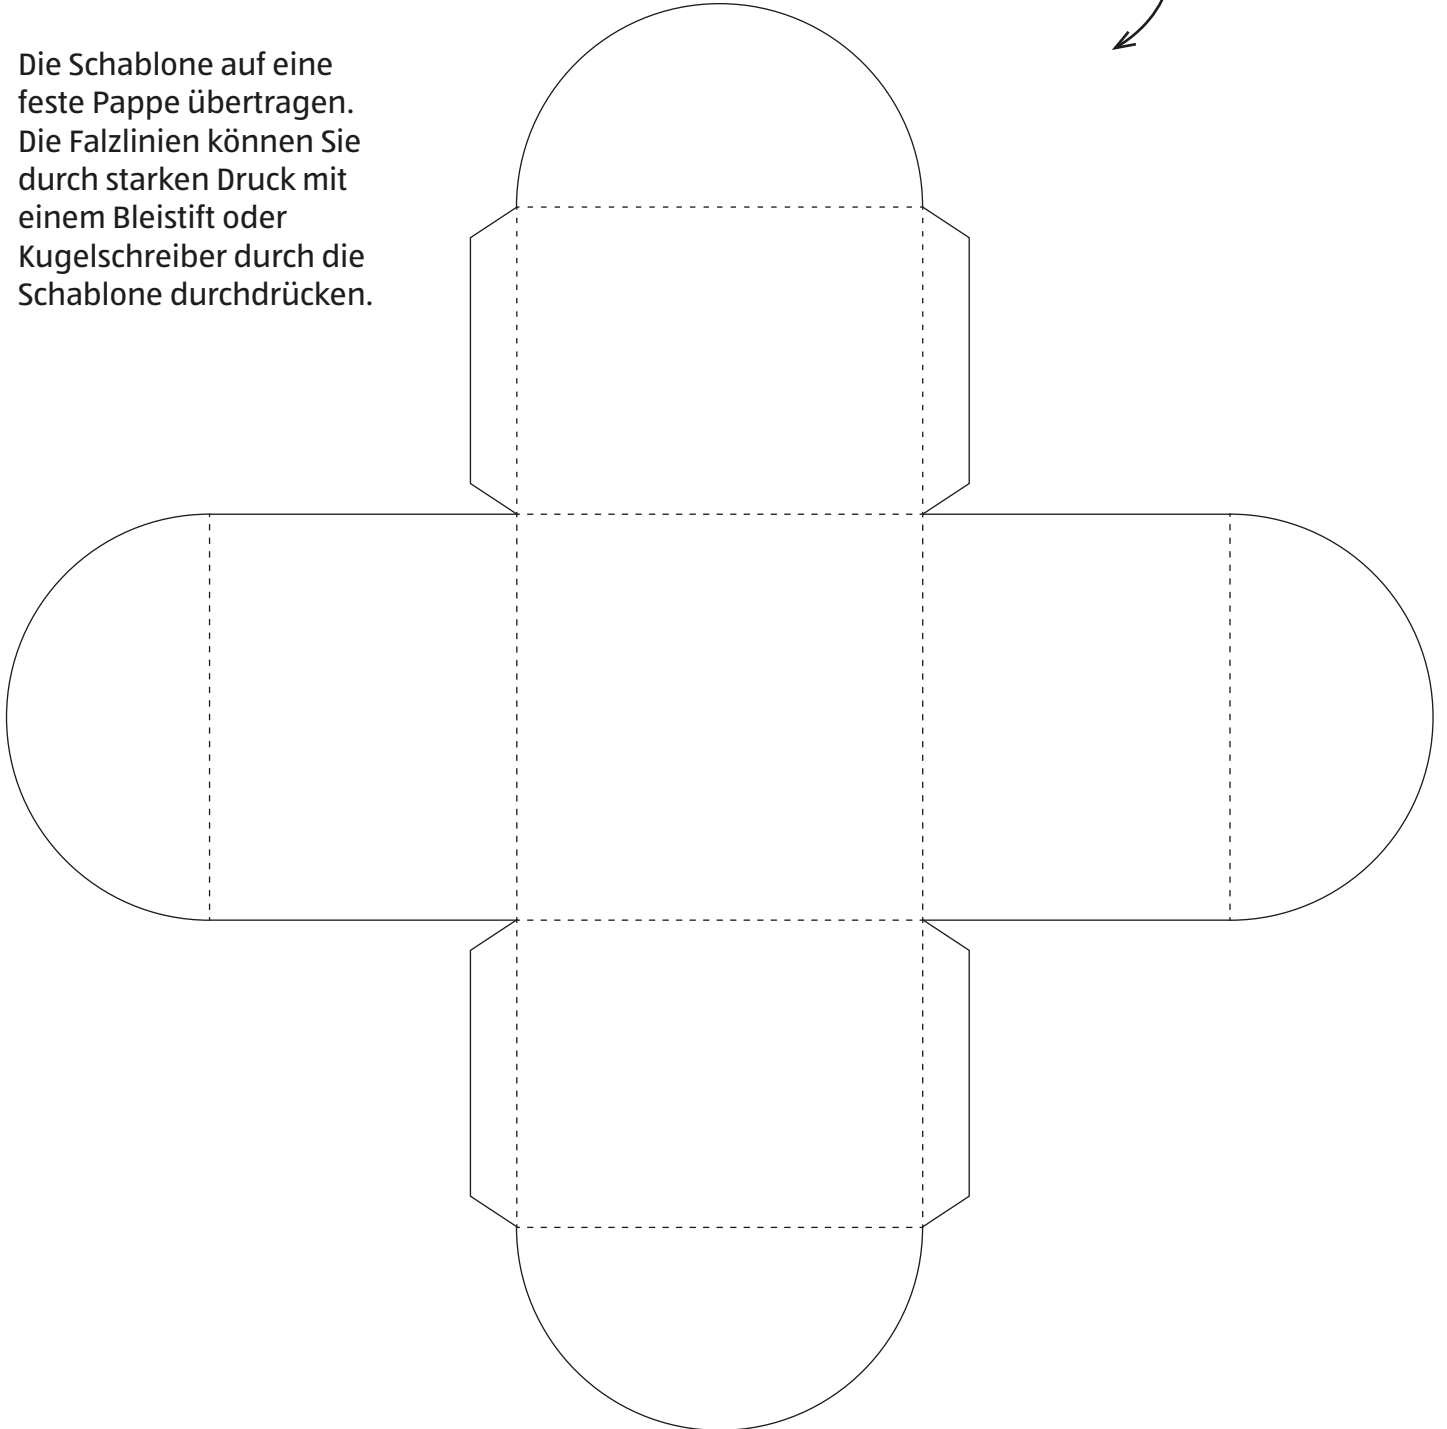 Die Schablone auf eine
feste Pappe übertragen.
Die Falzlinien können Sie
durch starken Druck mit
einem Bleistift oder
Kugelschreiber durch die
Schablone durchdrücken.